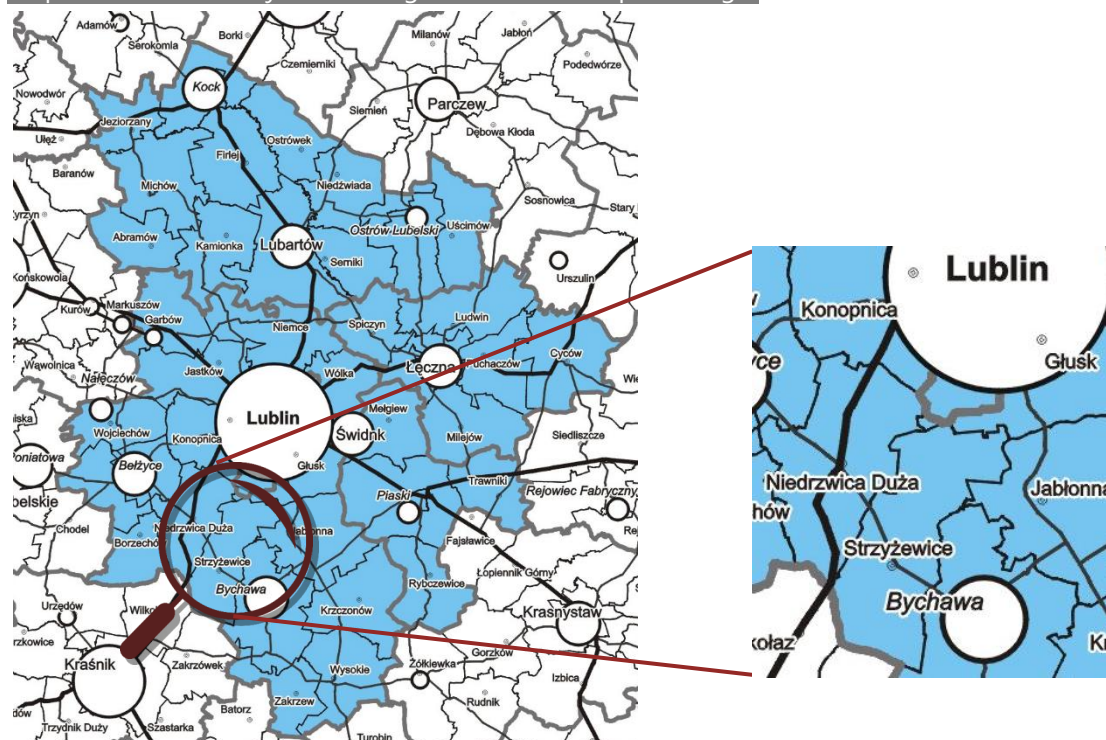 Adamów
Borki
Milanów
Jabłoń
Serokomla
Czemierniki
Podedwórze
Nowodwór
Kock
Siemień
Parczew
Jeziorzany
Ułęż
Ostrówek
Dębowa Kłoda
Firlej
Baranów
Michów
Niedźwiada
Sosnowica
Stary
Ostrów Lubelski
Uścimów
Abramów
Kamionka
Lubartów
Serniki
Końskowola
Urszulin
Markuszów
Kurów
Garbów
Niemce
Spiczyn
Ludwin
Wąwolnica
Nałęczów
Jastków
Wólka
Łęczna
Puchaczów
Cyców
Wojciechów
Konopnica
Lublin
Mełgiew
Świdnk
Milejów
Siedliszcze
Bełżyce
Głusk
Trawniki
Piaski
Rejowiec Fabryczny
Chodel
Borzechów
Niedrzwica Duża
Jabłonna
Fajsławice
Strzyżewice
Bychawa
Rybczewice
Łopiennik Górny
Urzędów
Krzczonów
Krasnystaw
Kraśnik
Zakrzówek
Wysokie
Żółkiewka
Gorzków
Izbica
Zakrzew
Rudnik
Batorz
Trzydnik Duży
Szastarka
Turobin
Lublin
Konopnica
Głusk
Niedrzwica Duża
Jabłonna
Strzyżewice
Bychawa